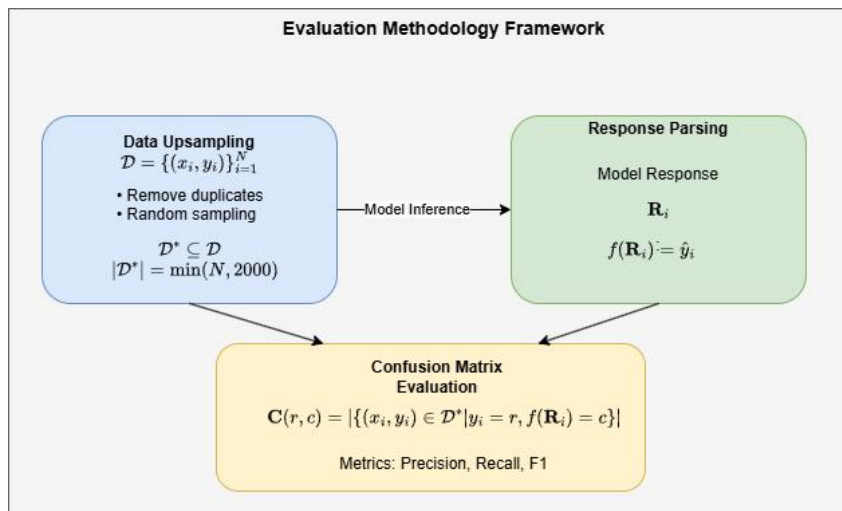 Evaluation Methodology Framework
Data Upsampling
𝒟 = {(xᵢ, yᵢ)}ᵢ₌₁ᴺ
• Remove duplicates
• Random sampling
𝒟* ⊆ 𝒟
|𝒟*| = min(N, 2000)
Model Inference
Response Parsing
Model Response
𝐑ᵢ
f(𝐑ᵢ) = ŷᵢ
Confusion Matrix
Evaluation
𝐂(r, c) = |{(xᵢ, yᵢ) ∈ 𝒟*|yᵢ = r, f(𝐑ᵢ) = c}|
Metrics: Precision, Recall, F1